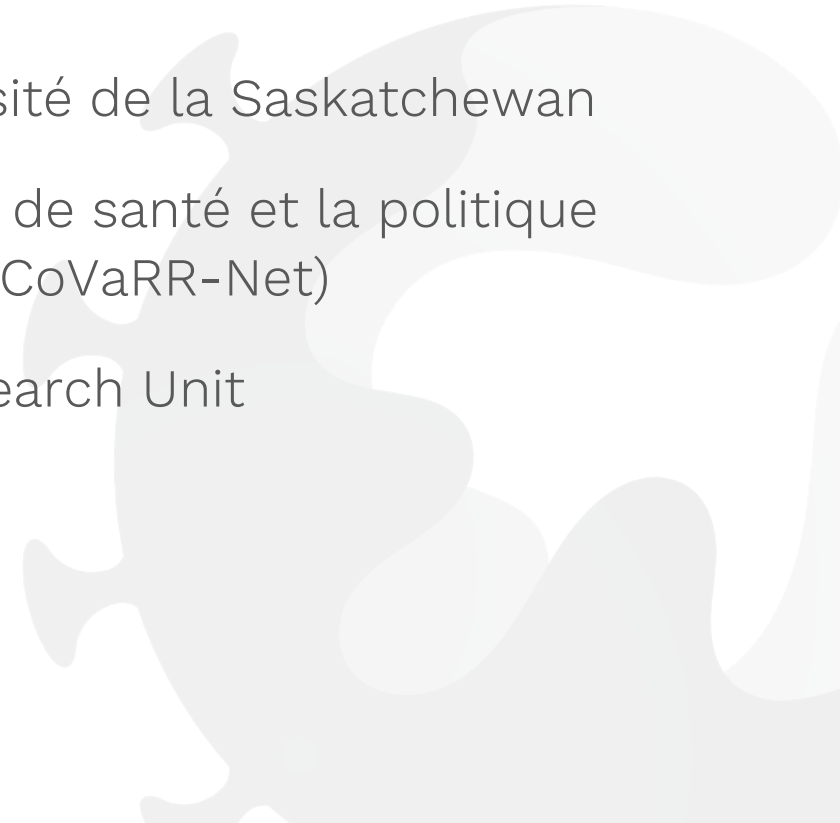 sité de la Saskatchewan
de santé et la politique
CoVaRR-Net)
earch Unit